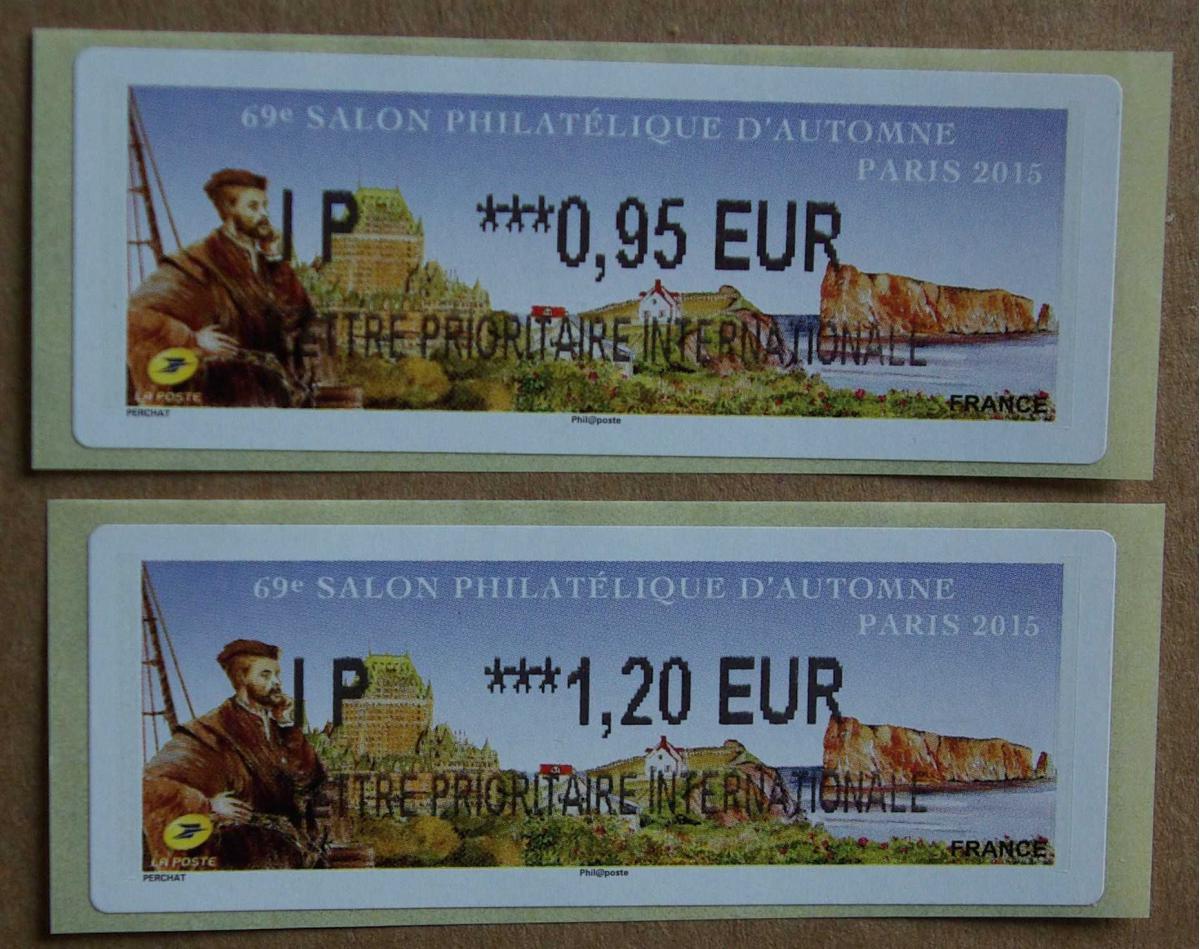 69e SALON PHILATÉLIQUE D'AUTOMNE
PARIS 2015
IP ***0,95 EUR
LETTRE PRIORITAIRE INTERNATIONALE
LA POSTE
FRANCE
PERCHAT
Phil@poste
69e SALON PHILATÉLIQUE D'AUTOMNE
PARIS 2015
IP ***1,20 EUR
LETTRE PRIORITAIRE INTERNATIONALE
LA POSTE
FRANCE
PERCHAT
Phil@poste